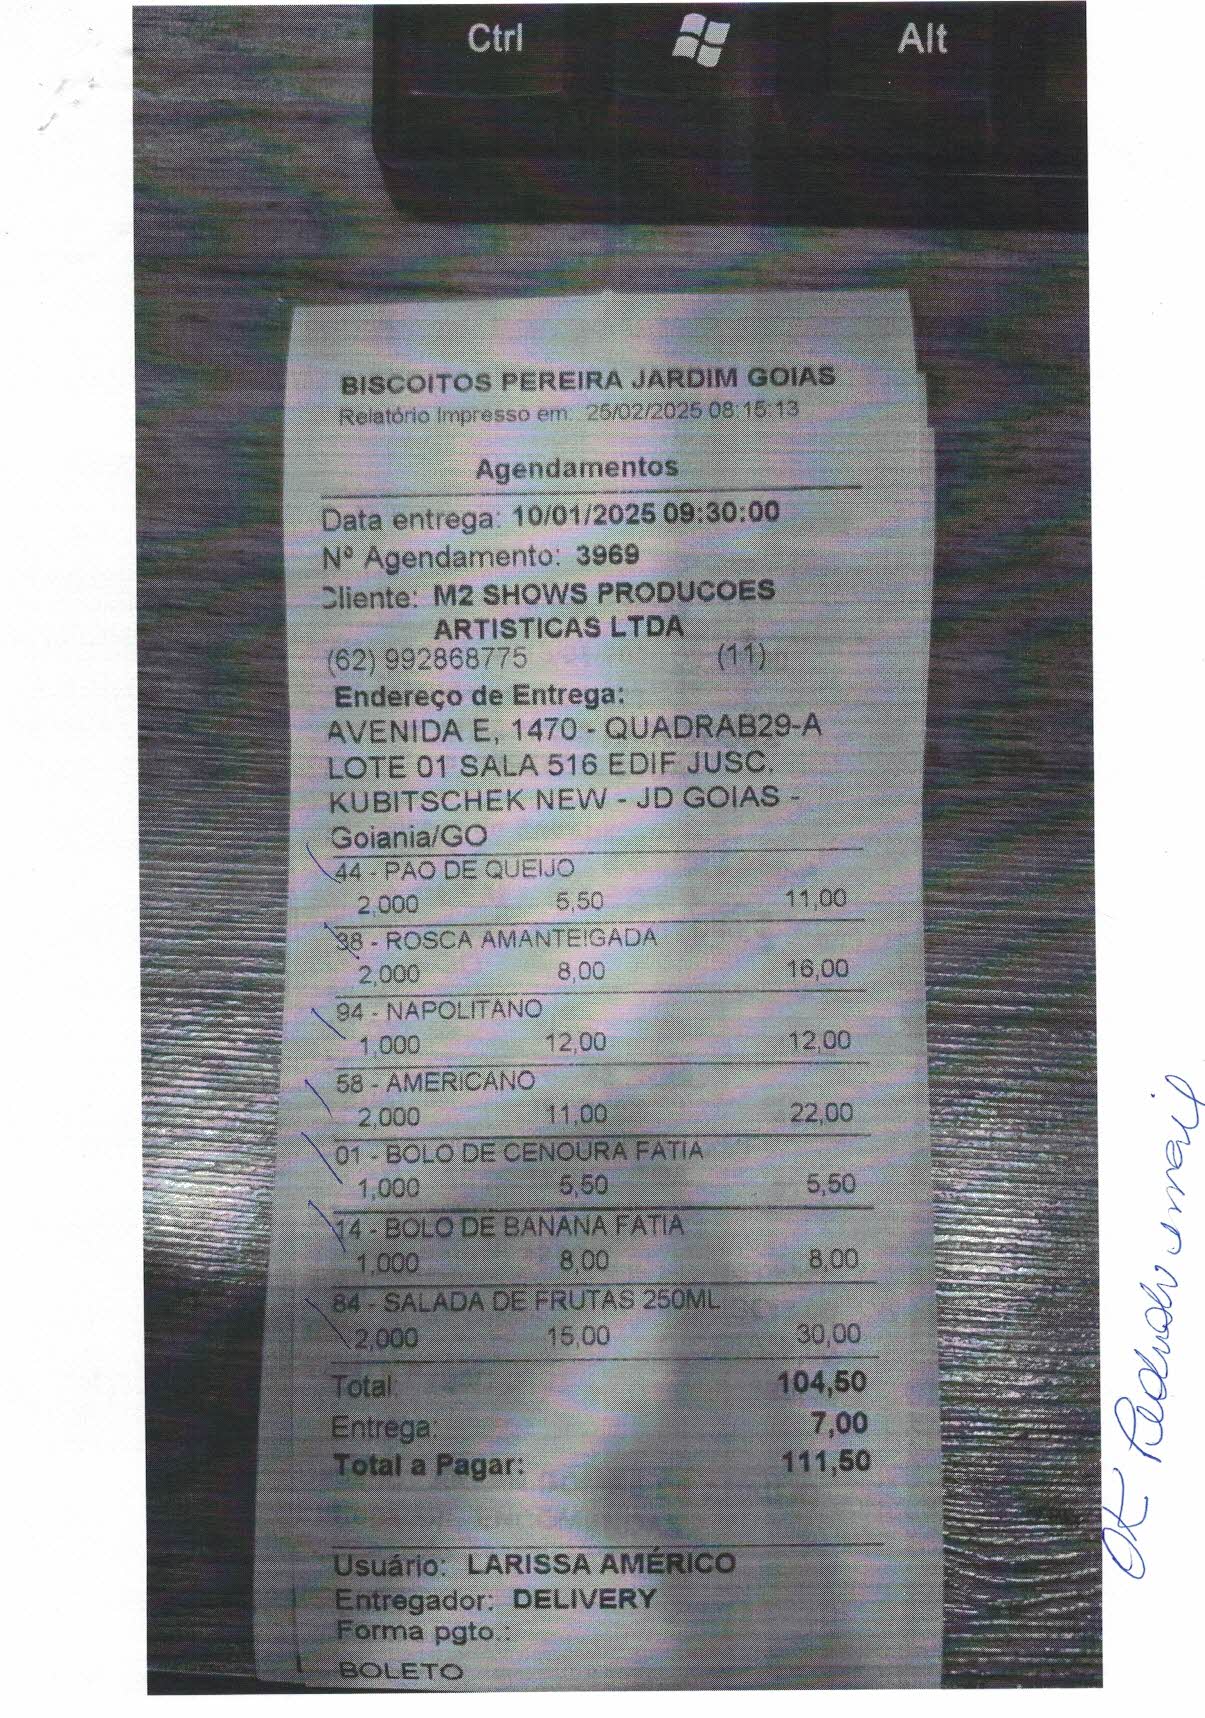 Ctrl Alt
BISCOITOS PEREIRA JARDIM GOIAS
Relatório Impresso em: 25/02/2025 08:15:13
Agendamentos
Data entrega: 10/01/2025 09:30:00
Nº Agendamento: 3969
Cliente: M2 SHOWS PRODUCOES
ARTISTICAS LTDA
(62) 992868775 (11)
Endereço de Entrega:
AVENIDA E, 1470 - QUADRAB29-A
LOTE 01 SALA 516 EDIF JUSC.
KUBITSCHEK NEW - JD GOIAS -
Goiania/GO
44 - PAO DE QUEIJO
2,000 5,50 11,00
38 - ROSCA AMANTEIGADA
2,000 8,00 16,00
94 - NAPOLITANO
1,000 12,00 12,00
58 - AMERICANO
2,000 11,00 22,00
01 - BOLO DE CENOURA FATIA
1,000 5,50 5,50
14 - BOLO DE BANANA FATIA
1,000 8,00 8,00
84 - SALADA DE FRUTAS 250ML
2,000 15,00 30,00
Total: 104,50
Entrega: 7,00
Total a Pagar: 111,50
Usuário: LARISSA AMÉRICO
Entregador: DELIVERY
Forma pgto.:
BOLETO
Ok